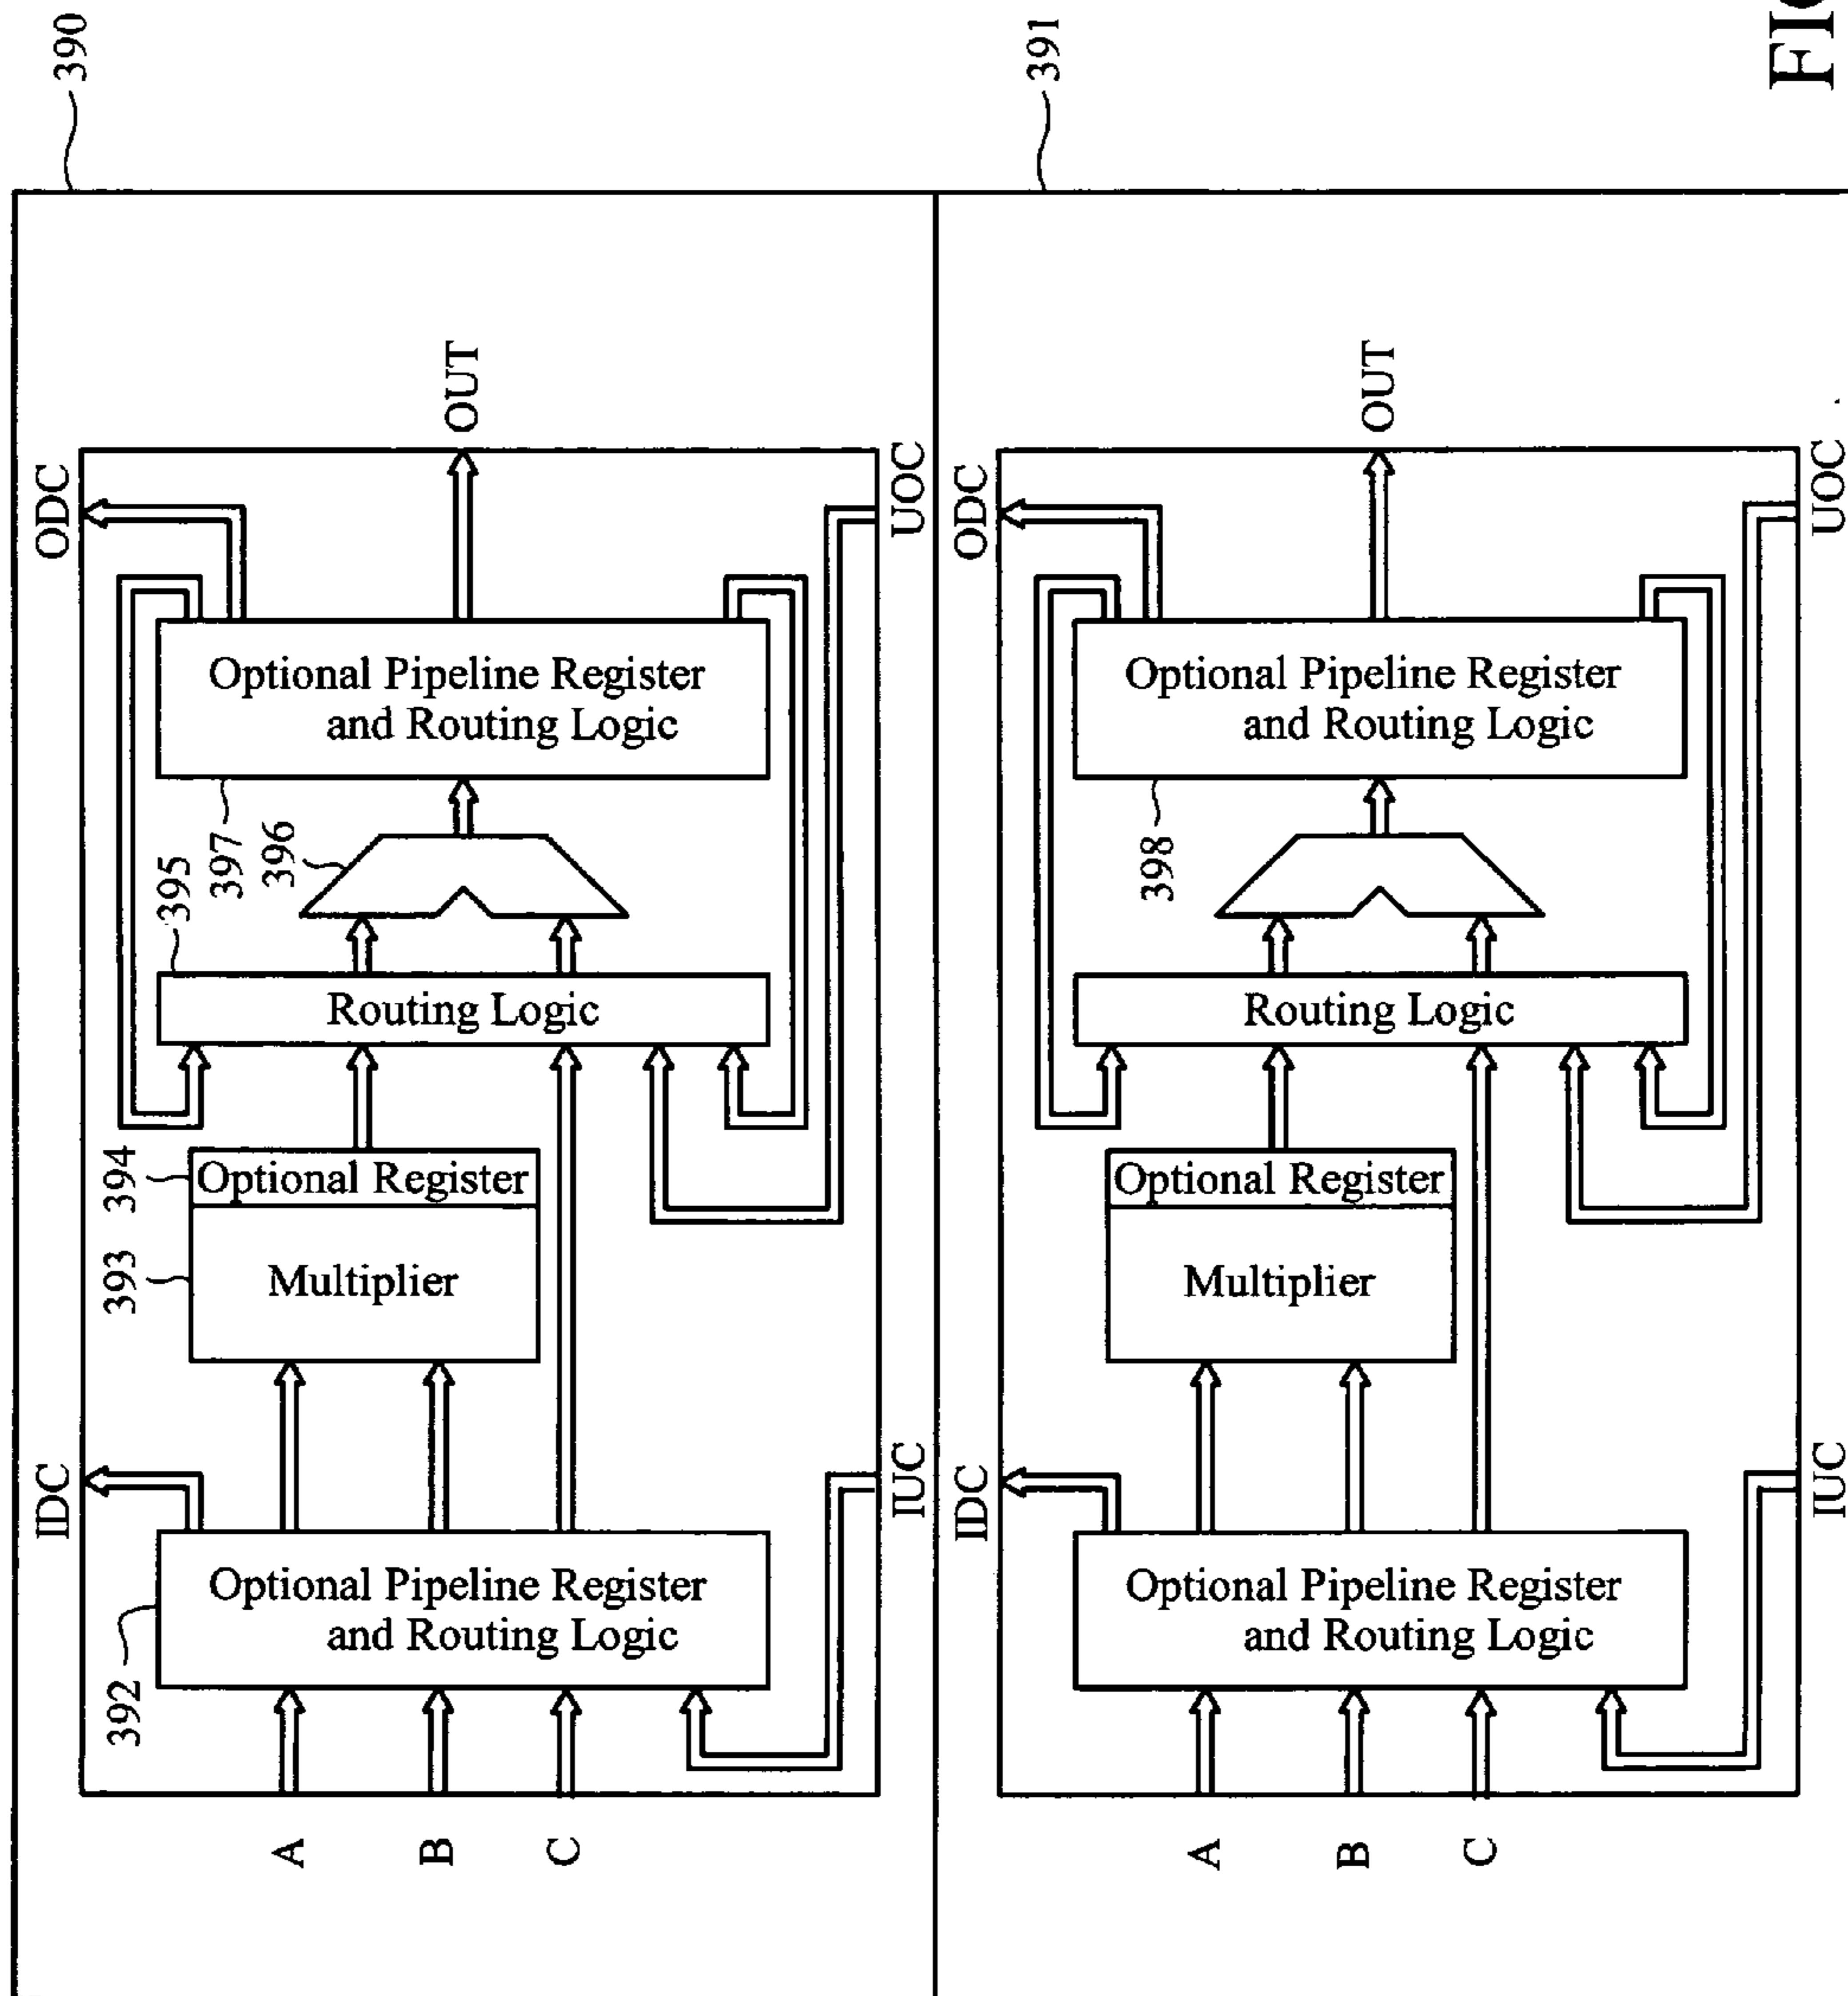 390
IDC
ODC
392
Optional Pipeline Register
and Routing Logic
393
394
Multiplier
Optional Register
395
Routing Logic
396
397
Optional Pipeline Register
and Routing Logic
A
B
C
OUT
IUC
UOC
391
IDC
ODC
Optional Pipeline Register
and Routing Logic
Multiplier
Optional Register
Routing Logic
398
Optional Pipeline Register
and Routing Logic
A
B
C
OUT
IUC
UOC